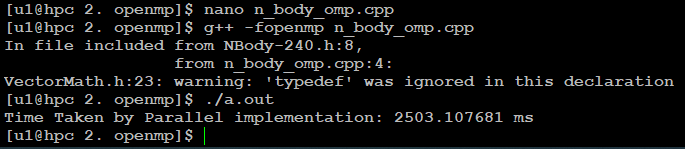 [u1@hpc 2. openmp]$ nano n_body_omp.cpp
[u1@hpc 2. openmp]$ g++ -fopenmp n_body_omp.cpp
In file included from NBody-240.h:8,
                 from n_body_omp.cpp:4:
VectorMath.h:23: warning: 'typedef' was ignored in this declaration
[u1@hpc 2. openmp]$ ./a.out
Time Taken by Parallel implementation: 2503.107681 ms
[u1@hpc 2. openmp]$